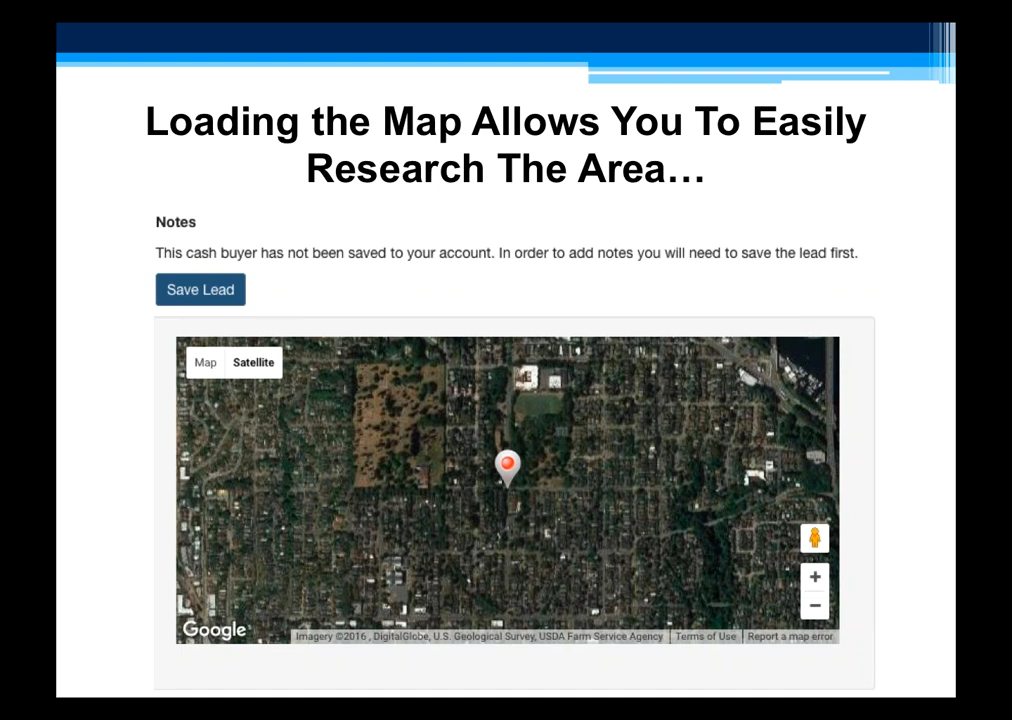 Loading the Map Allows You To Easily
Research The Area…
Notes
This cash buyer has not been saved to your account. In order to add notes you will need to save the lead first.
Save Lead
Map Satellite
+
−
Google
Imagery ©2016 , DigitalGlobe, U.S. Geological Survey, USDA Farm Service Agency Terms of Use Report a map error